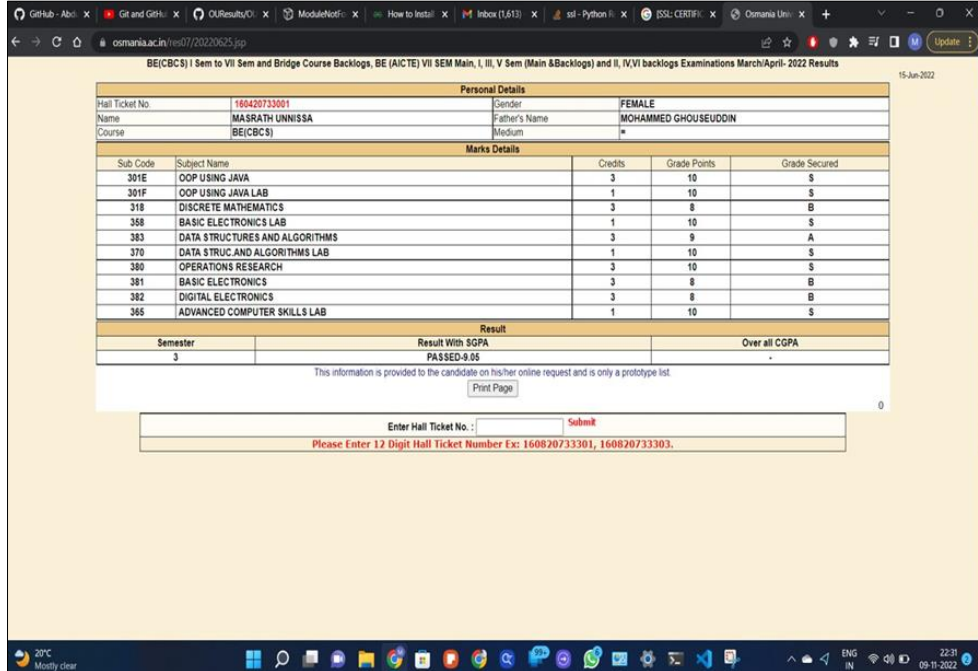 GitHub - Abd
Git and GitHu
OUResults/OU
ModuleNotFo
How to Install
Inbox (1,613)
ssl - Python R
[SSL: CERTIFIC
Osmania Univ
osmania.ac.in/res07/20220625.jsp
Update
BE(CBCS) I Sem to VII Sem and Bridge Course Backlogs, BE (AICTE) VII SEM Main, I, III, V Sem (Main &Backlogs) and II, IV,VI backlogs Examinations March/April- 2022 Results
15-Jun-2022
Personal Details
Hall Ticket No. 160420733001 Gender FEMALE
Name MASRATH UNNISSA Father's Name MOHAMMED GHOUSEUDDIN
Course BE(CBCS) Medium =
Marks Details
Sub Code Subject Name Credits Grade Points Grade Secured
301E OOP USING JAVA 3 10 S
301F OOP USING JAVA LAB 1 10 S
318 DISCRETE MATHEMATICS 3 8 B
358 BASIC ELECTRONICS LAB 1 10 S
383 DATA STRUCTURES AND ALGORITHMS 3 9 A
370 DATA STRUC.AND ALGORITHMS LAB 1 10 S
380 OPERATIONS RESEARCH 3 10 S
381 BASIC ELECTRONICS 3 8 B
382 DIGITAL ELECTRONICS 3 8 B
365 ADVANCED COMPUTER SKILLS LAB 1 10 S
Result
Semester Result With SGPA Over all CGPA
3 PASSED-9.05 -
This information is provided to the candidate on his/her online request and is only a prototype list.
Print Page
0
Enter Hall Ticket No. : Submit
Please Enter 12 Digit Hall Ticket Number Ex: 160820733301, 160820733303.
20°C
Mostly clear
99+
ENG
IN
22:31
09-11-2022